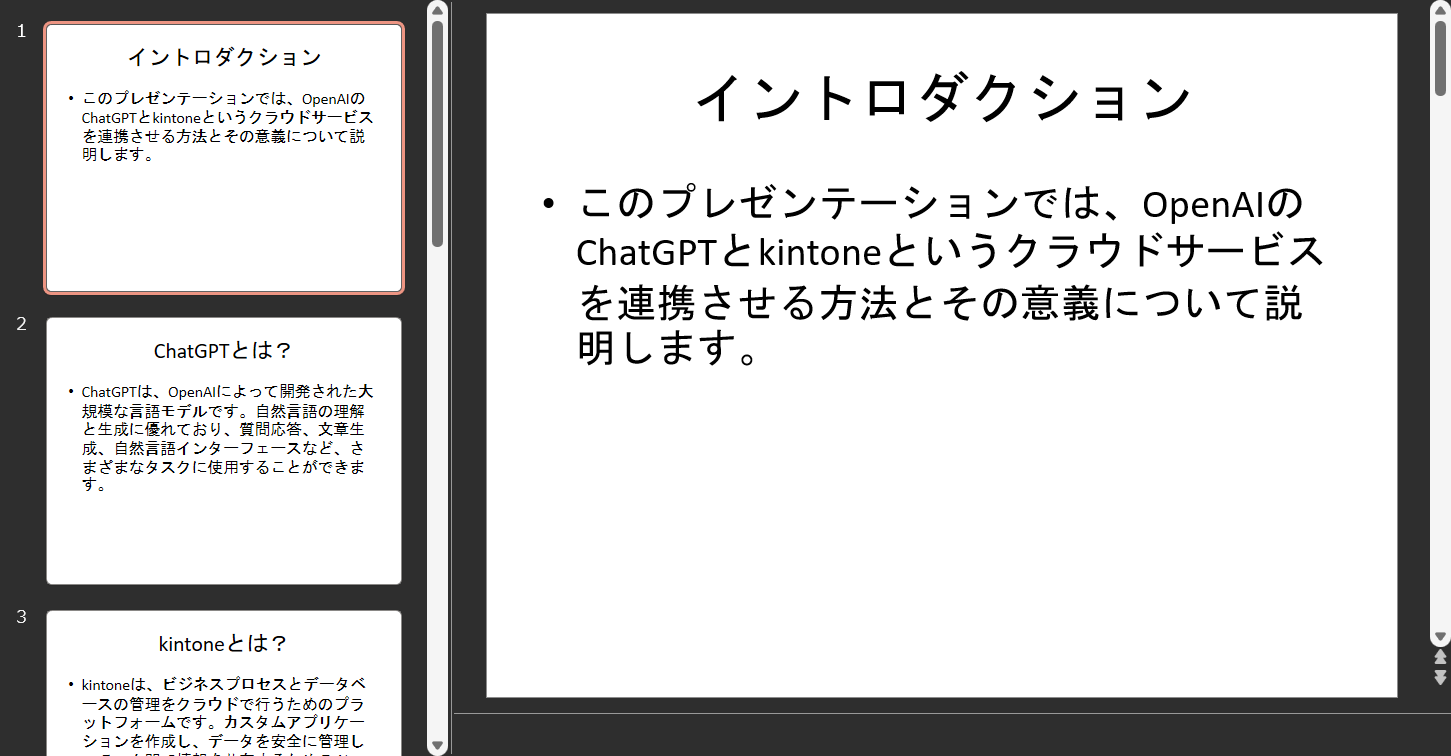 1
イントロダクション
• このプレゼンテーションでは、OpenAIの
ChatGPTとkintoneというクラウドサービス
を連携させる方法とその意義について説
明します。
2
ChatGPTとは？
• ChatGPTは、OpenAIによって開発された大
規模な言語モデルです。自然言語の理解
と生成に優れており、質問応答、文章生
成、自然言語インターフェースなど、さ
まざまなタスクに使用することができま
す。
3
kintoneとは？
• kintoneは、ビジネスプロセスとデータベ
ースの管理をクラウドで行うためのプラ
ットフォームです。カスタムアプリケー
ションを作成し、データを安全に管理し
イントロダクション
• このプレゼンテーションでは、OpenAIの
ChatGPTとkintoneというクラウドサービス
を連携させる方法とその意義について説
明します。